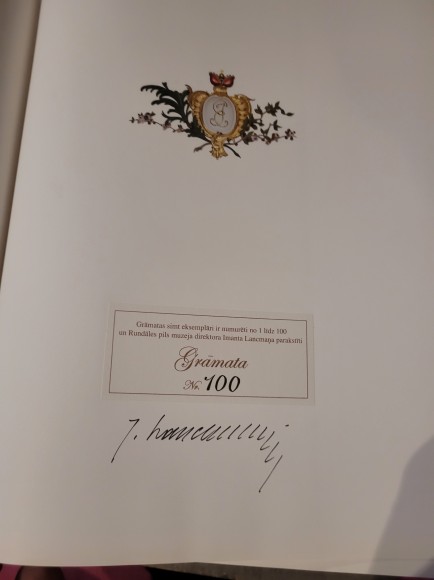 Grāmatas simt eksemplāri ir numurēti no 1 līdz 100
un Rundāles pils muzeja direktora Imanta Lancmaņa parakstīti
Grāmata
No. 100